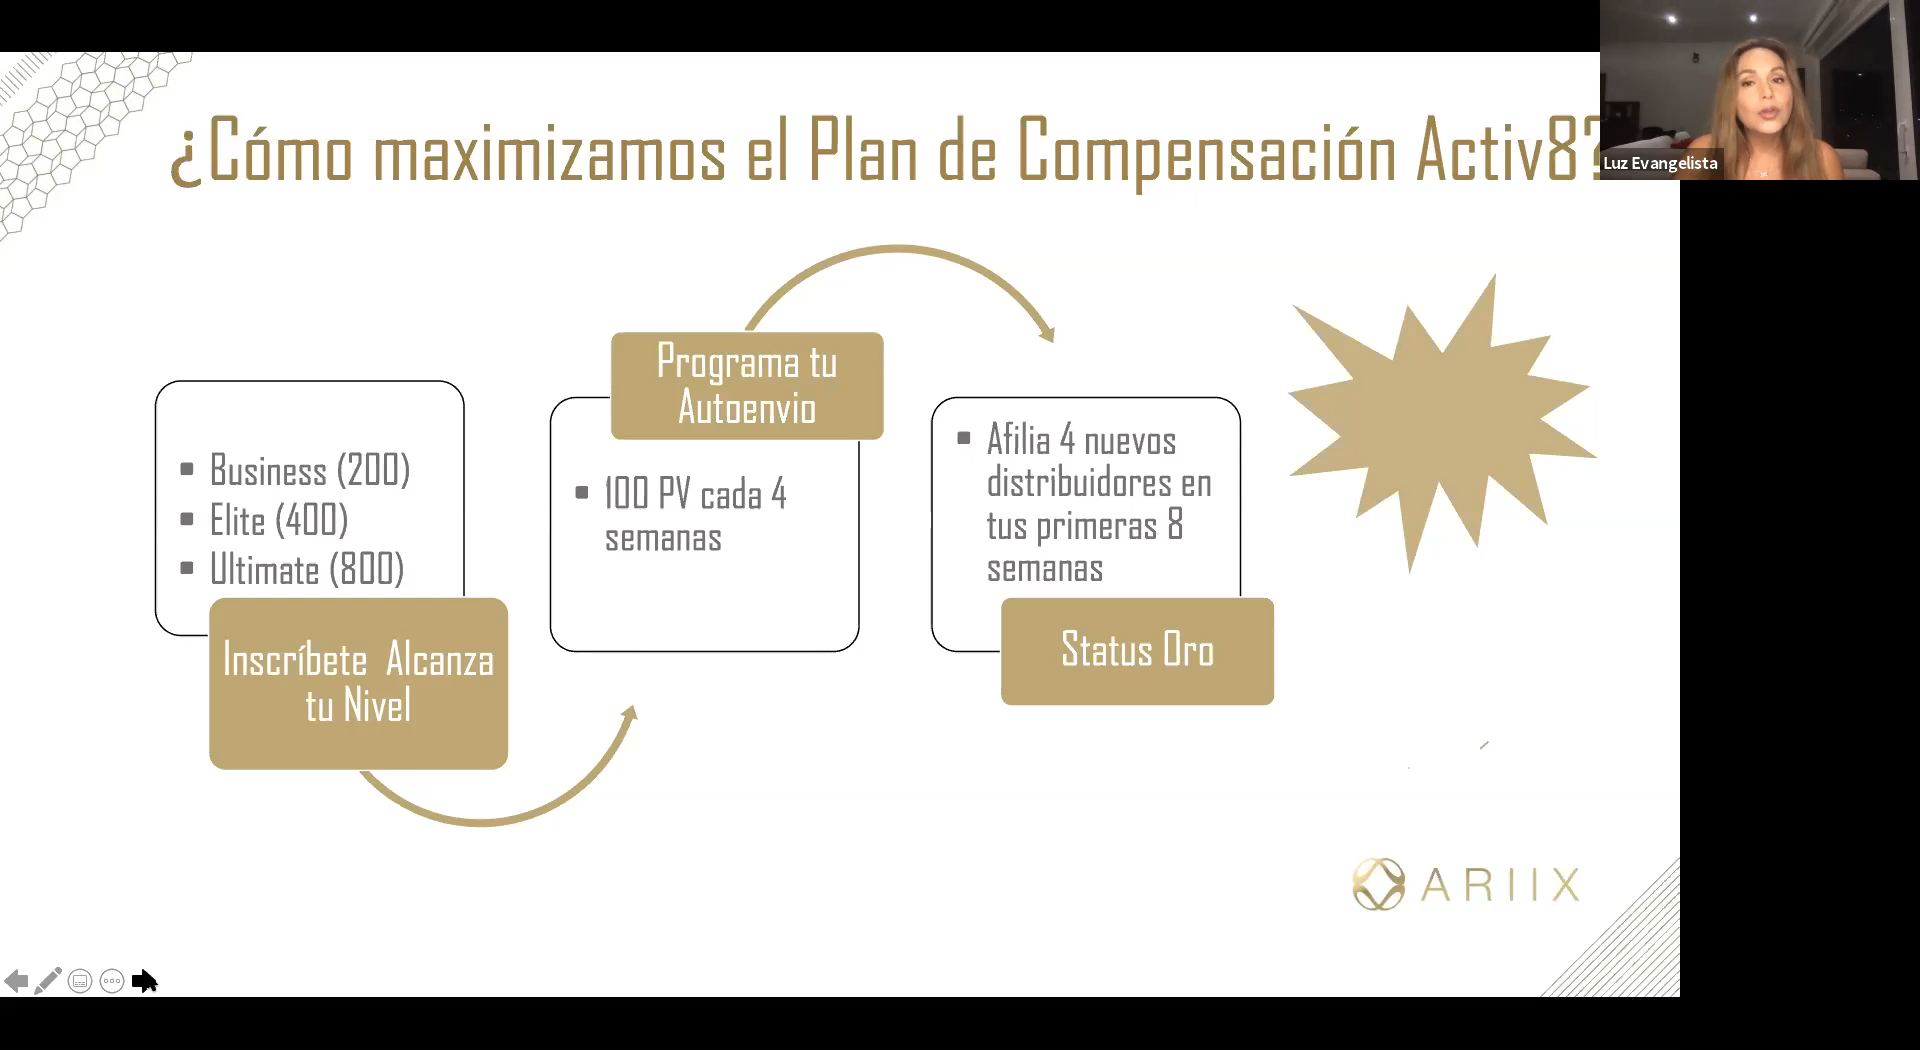 ¿Cómo maximizamos el Plan de Compensación Activ8?
Luz Evangelista
▪ Business (200)
▪ Elite (400)
▪ Ultimate (800)
Inscríbete Alcanza
tu Nivel
Programa tu
Autoenvio
▪ 100 PV cada 4
semanas
▪ Afilia 4 nuevos
distribuidores en
tus primeras 8
semanas
Status Oro
ARIIX